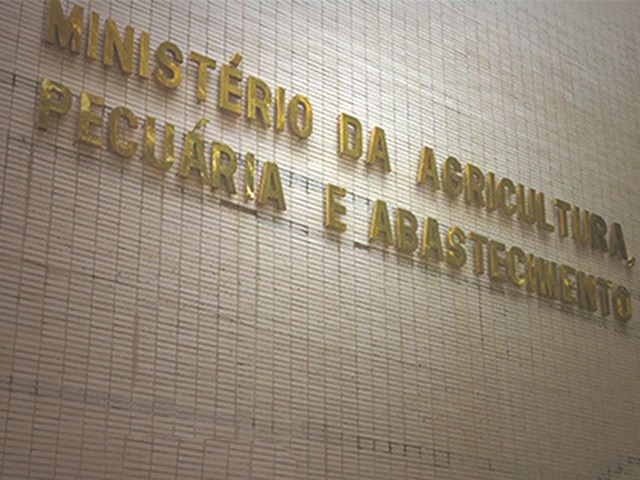 MINISTÉRIO DA AGRICULTURA,
PECUÁRIA E ABASTECIMENTO